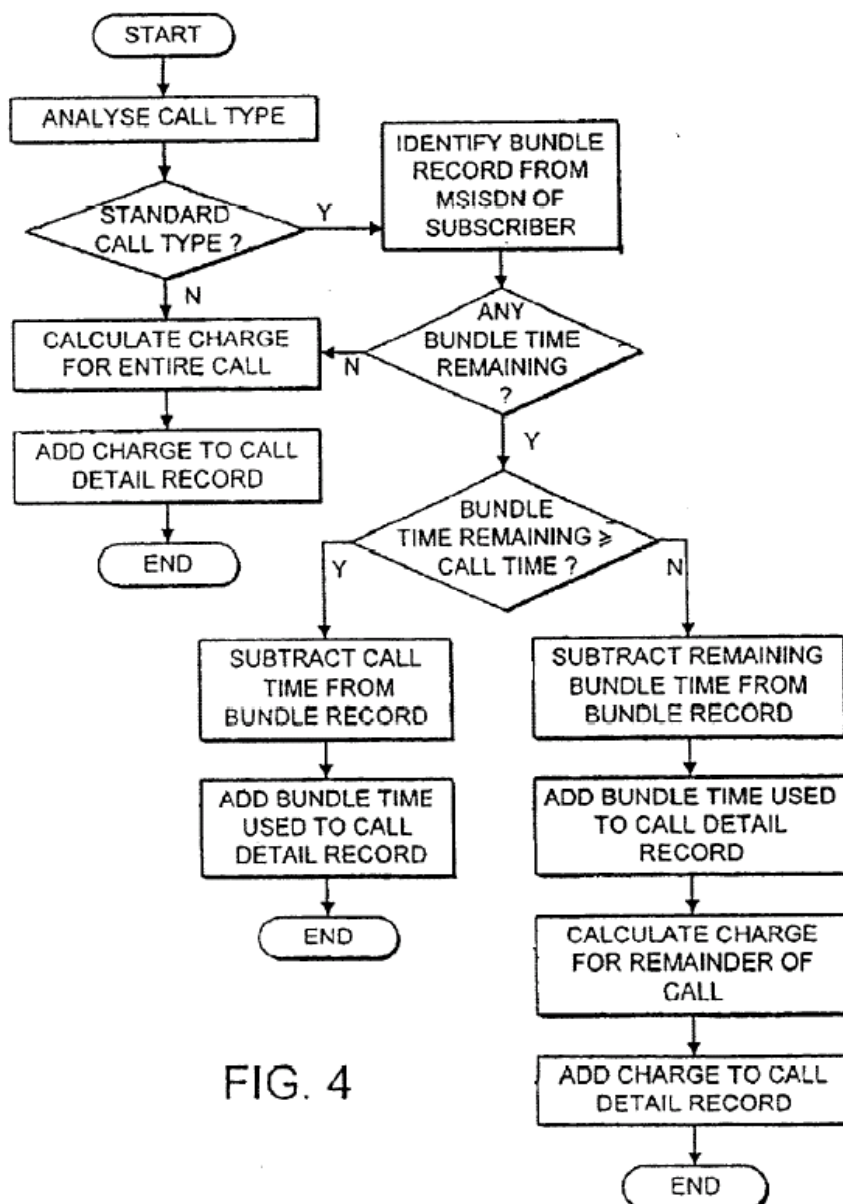 START
ANALYSE CALL TYPE
STANDARD
CALL TYPE ?
Y
N
IDENTIFY BUNDLE
RECORD FROM
MSISDN OF
SUBSCRIBER
ANY
BUNDLE TIME
REMAINING
?
N
Y
CALCULATE CHARGE
FOR ENTIRE CALL
ADD CHARGE TO CALL
DETAIL RECORD
END
BUNDLE
TIME REMAINING ⩾
CALL TIME ?
Y
N
SUBTRACT CALL
TIME FROM
BUNDLE RECORD
ADD BUNDLE TIME
USED TO CALL
DETAIL RECORD
END
SUBTRACT REMAINING
BUNDLE TIME FROM
BUNDLE RECORD
ADD BUNDLE TIME USED
TO CALL DETAIL
RECORD
CALCULATE CHARGE
FOR REMAINDER OF
CALL
ADD CHARGE TO CALL
DETAIL RECORD
END
FIG. 4